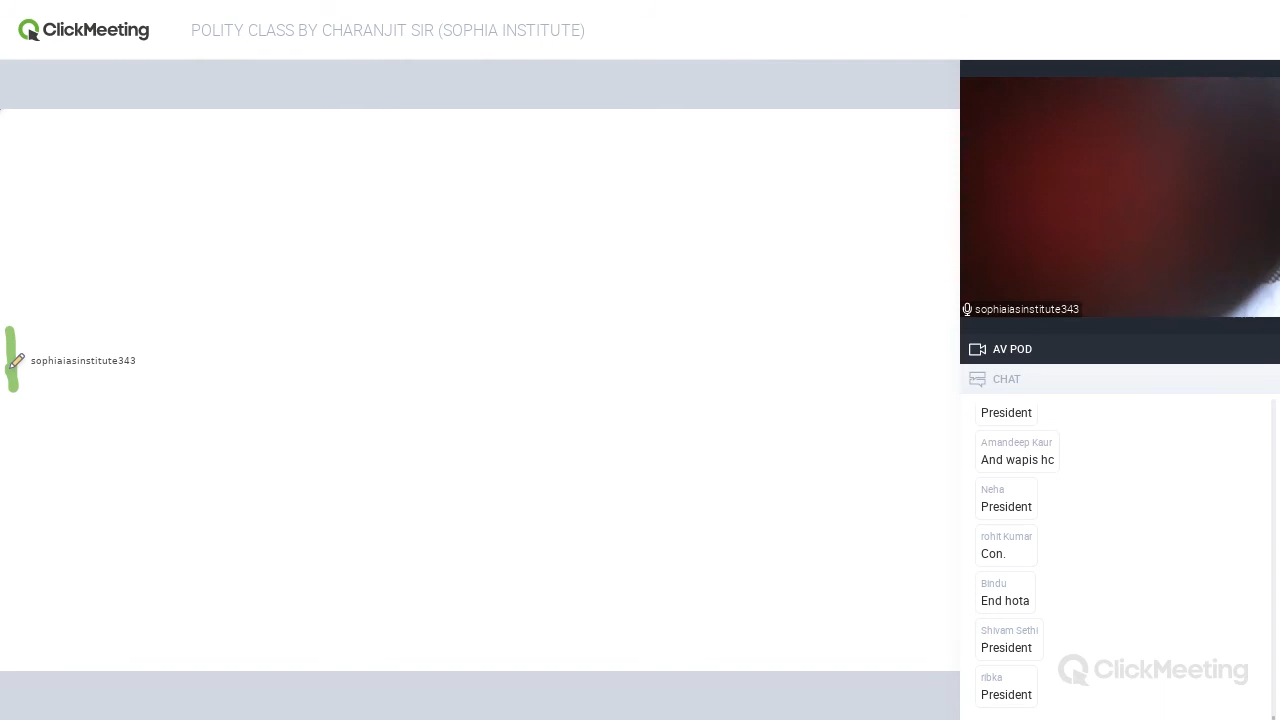 ClickMeeting
POLITY CLASS BY CHARANJIT SIR (SOPHIA INSTITUTE)
sophiaiasinstitute343
sophiaiasinstitute343
AV POD
CHAT
President
Amandeep Kaur
And wapis hc
Neha
President
rohit Kumar
Con.
Bindu
End hota
Shivam Sethi
President
ribka
President
ClickMeeting